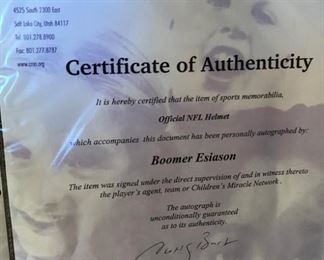 4525 South 2300 East
Salt Lake City, Utah 84117
Tel: 801.278.8900
Fax: 801.277.8787
www.cmn.org
Certificate of Authenticity
It is hereby certified that the item of sports memorabilia,
Official NFL Helmet
which accompanies this document has been personally autographed by:
Boomer Esiason
The item was signed under the direct supervision of and in witness thereto
the player's agent, team or Children's Miracle Network.
The autograph is
unconditionally guaranteed
as to its authenticity.